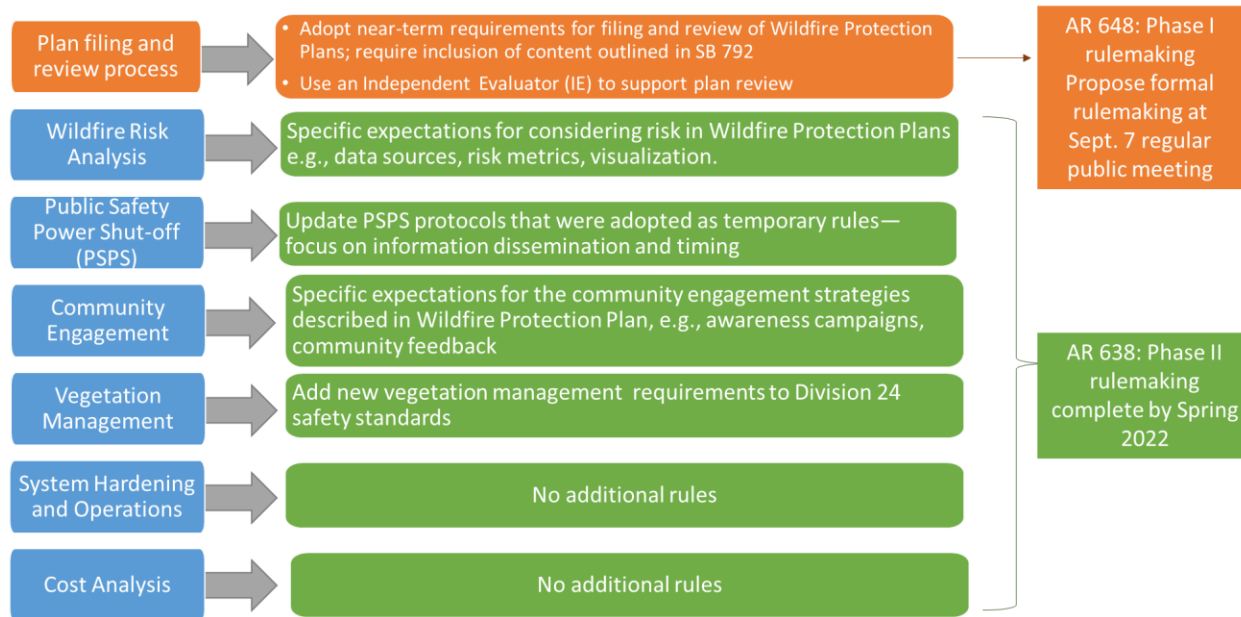 Plan filing and
review process
• Adopt near-term requirements for filing and review of Wildfire Protection
Plans; require inclusion of content outlined in SB 792
• Use an Independent Evaluator (IE) to support plan review
AR 648: Phase I
rulemaking
Propose formal
rulemaking at
Sept. 7 regular
public meeting
Wildfire Risk
Analysis
Specific expectations for considering risk in Wildfire Protection Plans
e.g., data sources, risk metrics, visualization.
Public Safety
Power Shut-off
(PSPS)
Update PSPS protocols that were adopted as temporary rules—
focus on information dissemination and timing
Community
Engagement
Specific expectations for the community engagement strategies
described in Wildfire Protection Plan, e.g., awareness campaigns,
community feedback
Vegetation
Management
Add new vegetation management requirements to Division 24
safety standards
AR 638: Phase II
rulemaking
complete by Spring
2022
System Hardening
and Operations
No additional rules
Cost Analysis
No additional rules